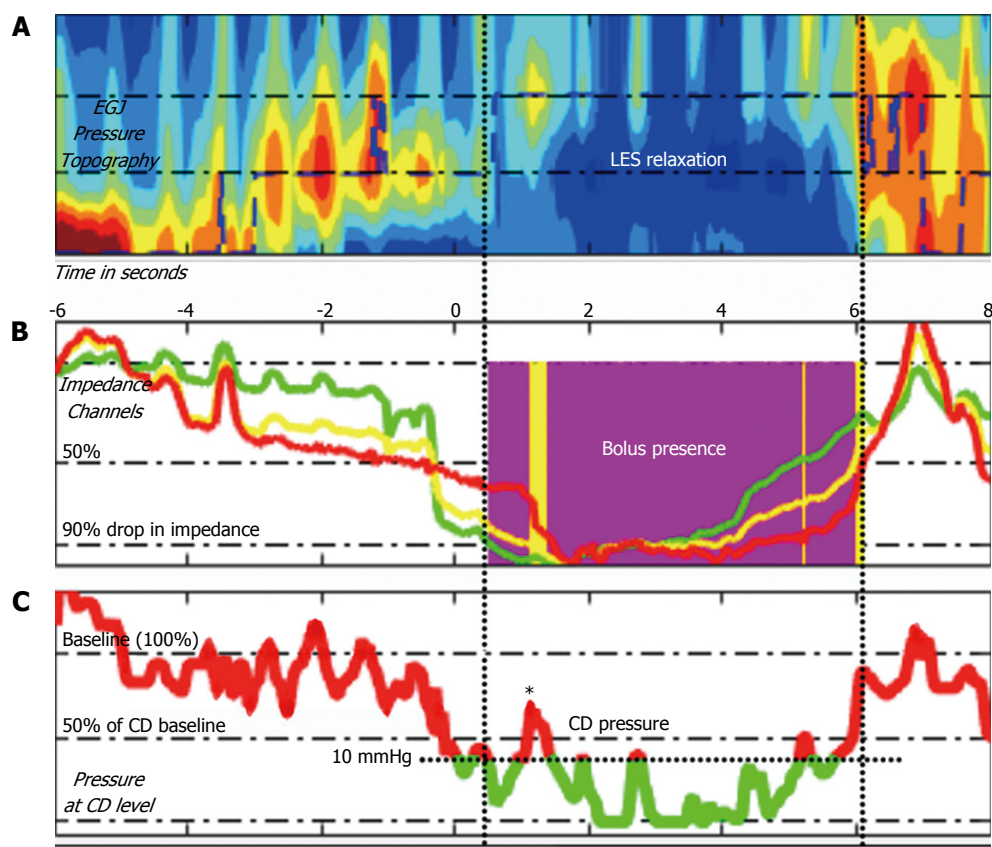 A
EGJ
Pressure
Topography
LES relaxation
Time in seconds
-6 -4 -2 0 2 4 6 8
B
Impedance
Channels
50%
Bolus presence
90% drop in impedance
C
Baseline (100%)
*
50% of CD baseline
CD pressure
10 mmHg
Pressure
at CD level